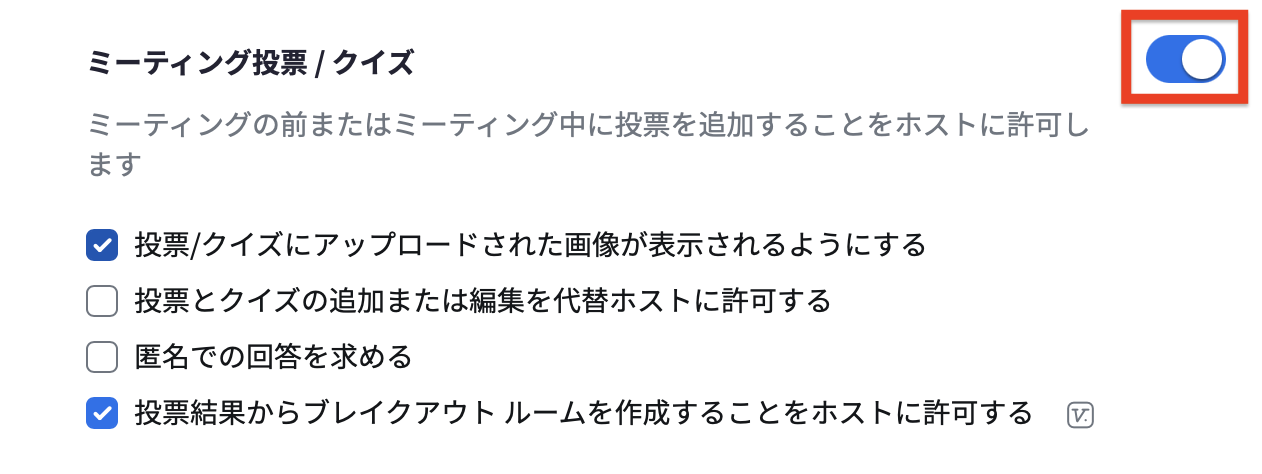 ミーティング投票 / クイズ
ミーティングの前またはミーティング中に投票を追加することをホストに許可し
ます
投票/クイズにアップロードされた画像が表示されるようにする
投票とクイズの追加または編集を代替ホストに許可する
匿名での回答を求める
投票結果からブレイクアウト ルームを作成することをホストに許可する